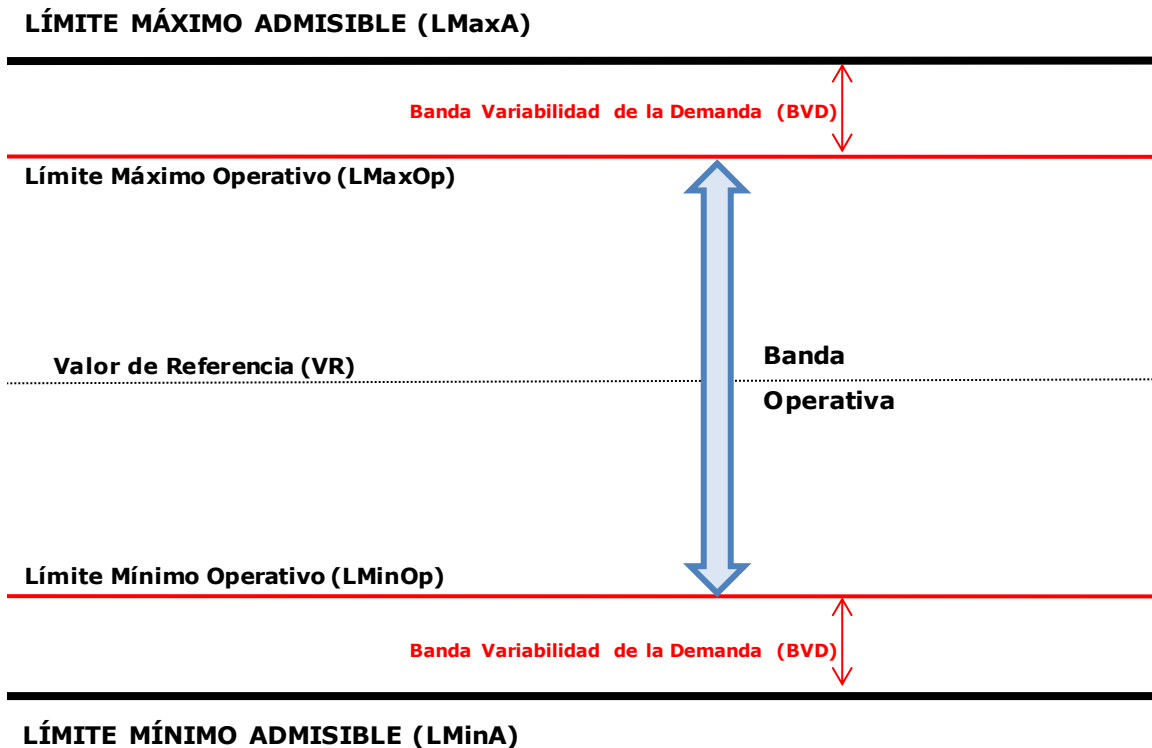 LÍMITE MÁXIMO ADMISIBLE (LMaxA)
Banda Variabilidad de la Demanda (BVD)
Límite Máximo Operativo (LMaxOp)
Valor de Referencia (VR)
Banda
Operativa
Límite Mínimo Operativo (LMinOp)
Banda Variabilidad de la Demanda (BVD)
LÍMITE MÍNIMO ADMISIBLE (LMinA)